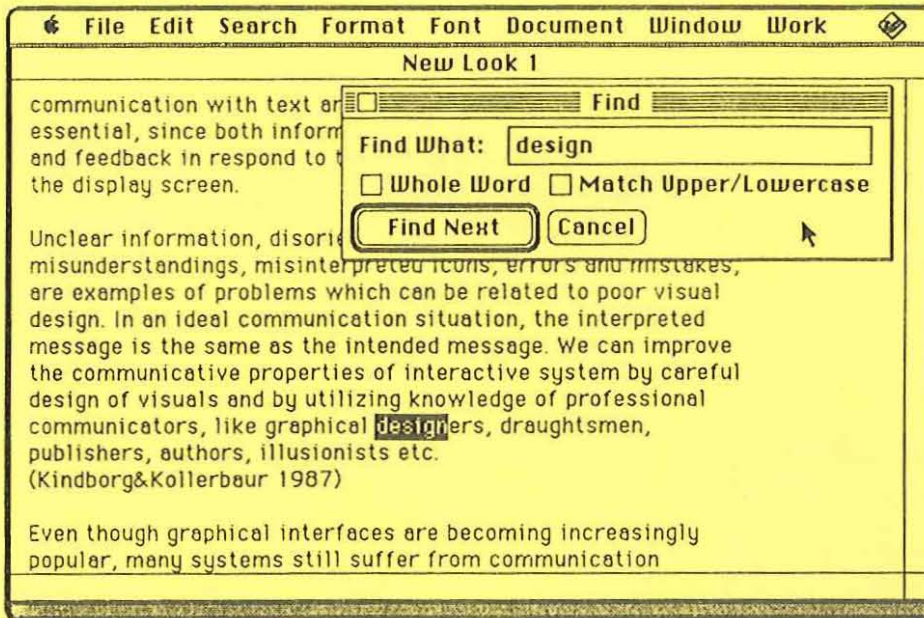 File Edit Search Format Font Document Window Work
New Look 1
Find
Find What: design
Whole Word Match Upper/Lowercase
Find Next Cancel
communication with text
essential, since both
and feedback in respond to
the display screen.
Unclear information,
misunderstandings, misinterpreted icons, errors and mistakes,
are examples of problems which can be related to poor visual
design. In an ideal communication situation, the interpreted
message is the same as the intended message. We can improve
the communicative properties of interactive system by careful
design of visuals and by utilizing knowledge of professional
communicators, like graphical designers, draughtsmen,
publishers, authors, illusionists etc.
(Kindborg&Kollerbaur 1987)
Even though graphical interfaces are becoming increasingly
popular, many systems still suffer from communication